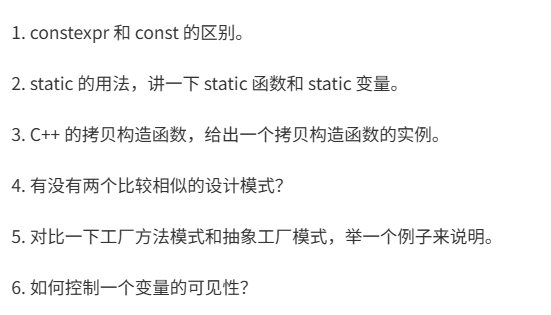 1. constexpr 和 const 的区别。
2. static 的用法，讲一下 static 函数和 static 变量。
3. C++ 的拷贝构造函数，给出一个拷贝构造函数的实例。
4. 有没有两个比较相似的设计模式？
5. 对比一下工厂方法模式和抽象工厂模式，举一个例子来说明。
6. 如何控制一个变量的可见性？